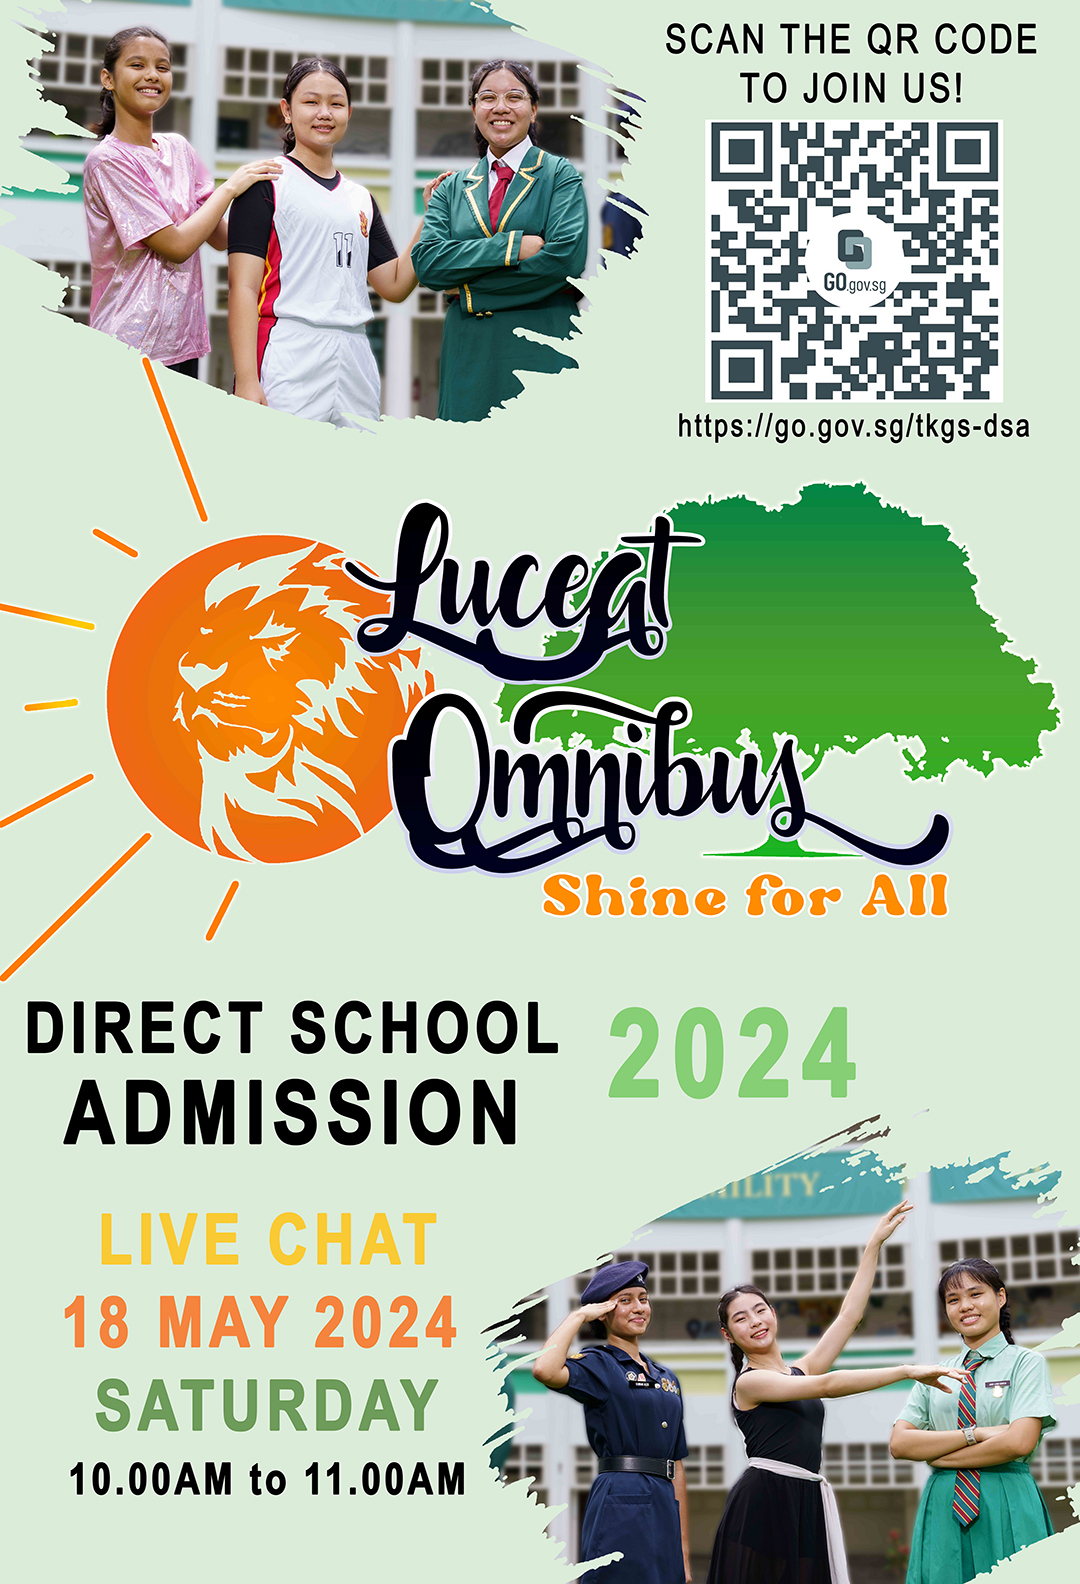 SCAN THE QR CODE
TO JOIN US!
GO.gov.sg
https://go.gov.sg/tkgs-dsa
11
Luceat
Omnibus
Shine for All
DIRECT SCHOOL
ADMISSION
2024
LIVE CHAT
18 MAY 2024
SATURDAY
10.00AM to 11.00AM